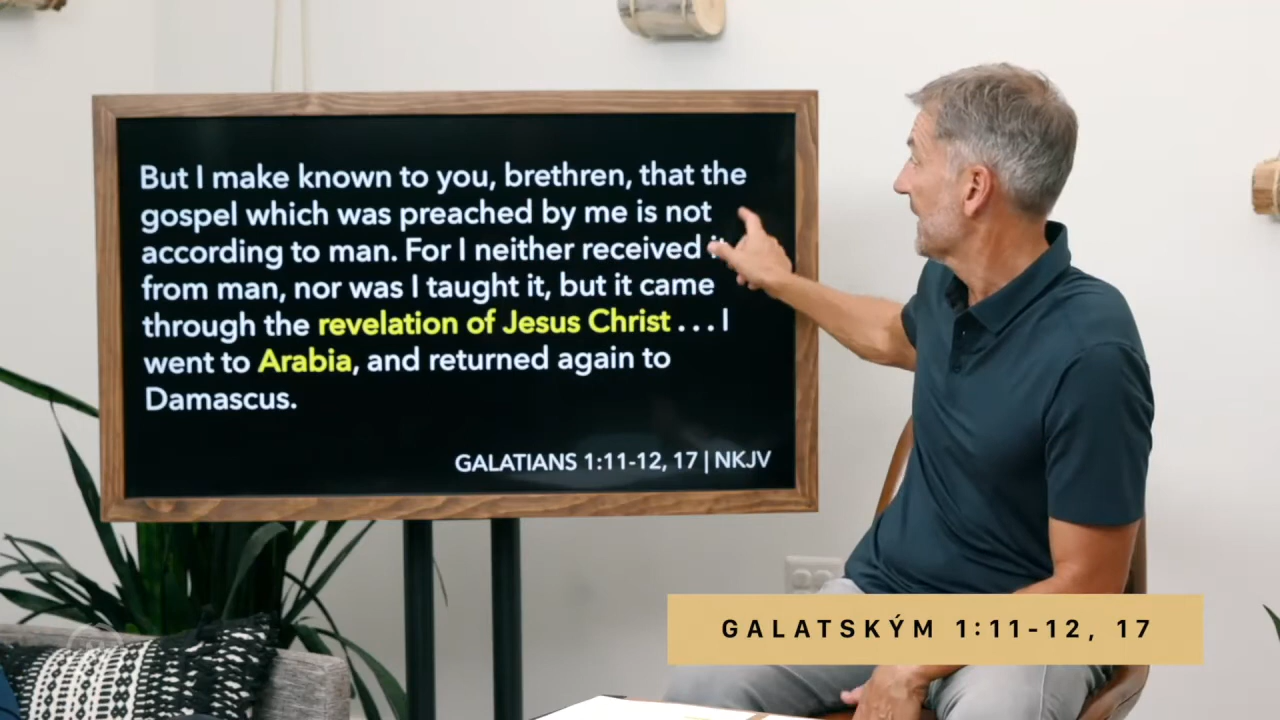 But I make known to you, brethren, that the
gospel which was preached by me is not
according to man. For I neither received it
from man, nor was I taught it, but it came
through the revelation of Jesus Christ . . . I
went to Arabia, and returned again to
Damascus.
GALATIANS 1:11-12, 17 | NKJV
GALATSKÝM 1:11-12, 17